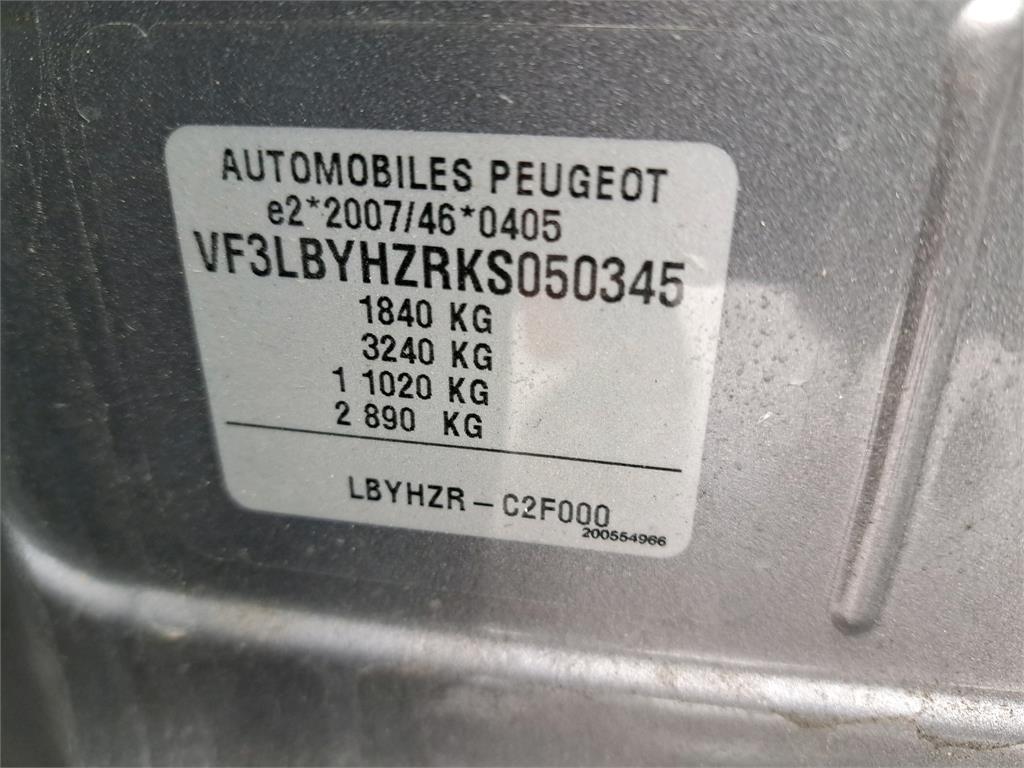 AUTOMOBILES PEUGEOT
e2*2007/46*0405
VF3LBYHZRKS050345
1840 KG
3240 KG
1 1020 KG
2 890 KG
LBYHZR - C2F000
200554966